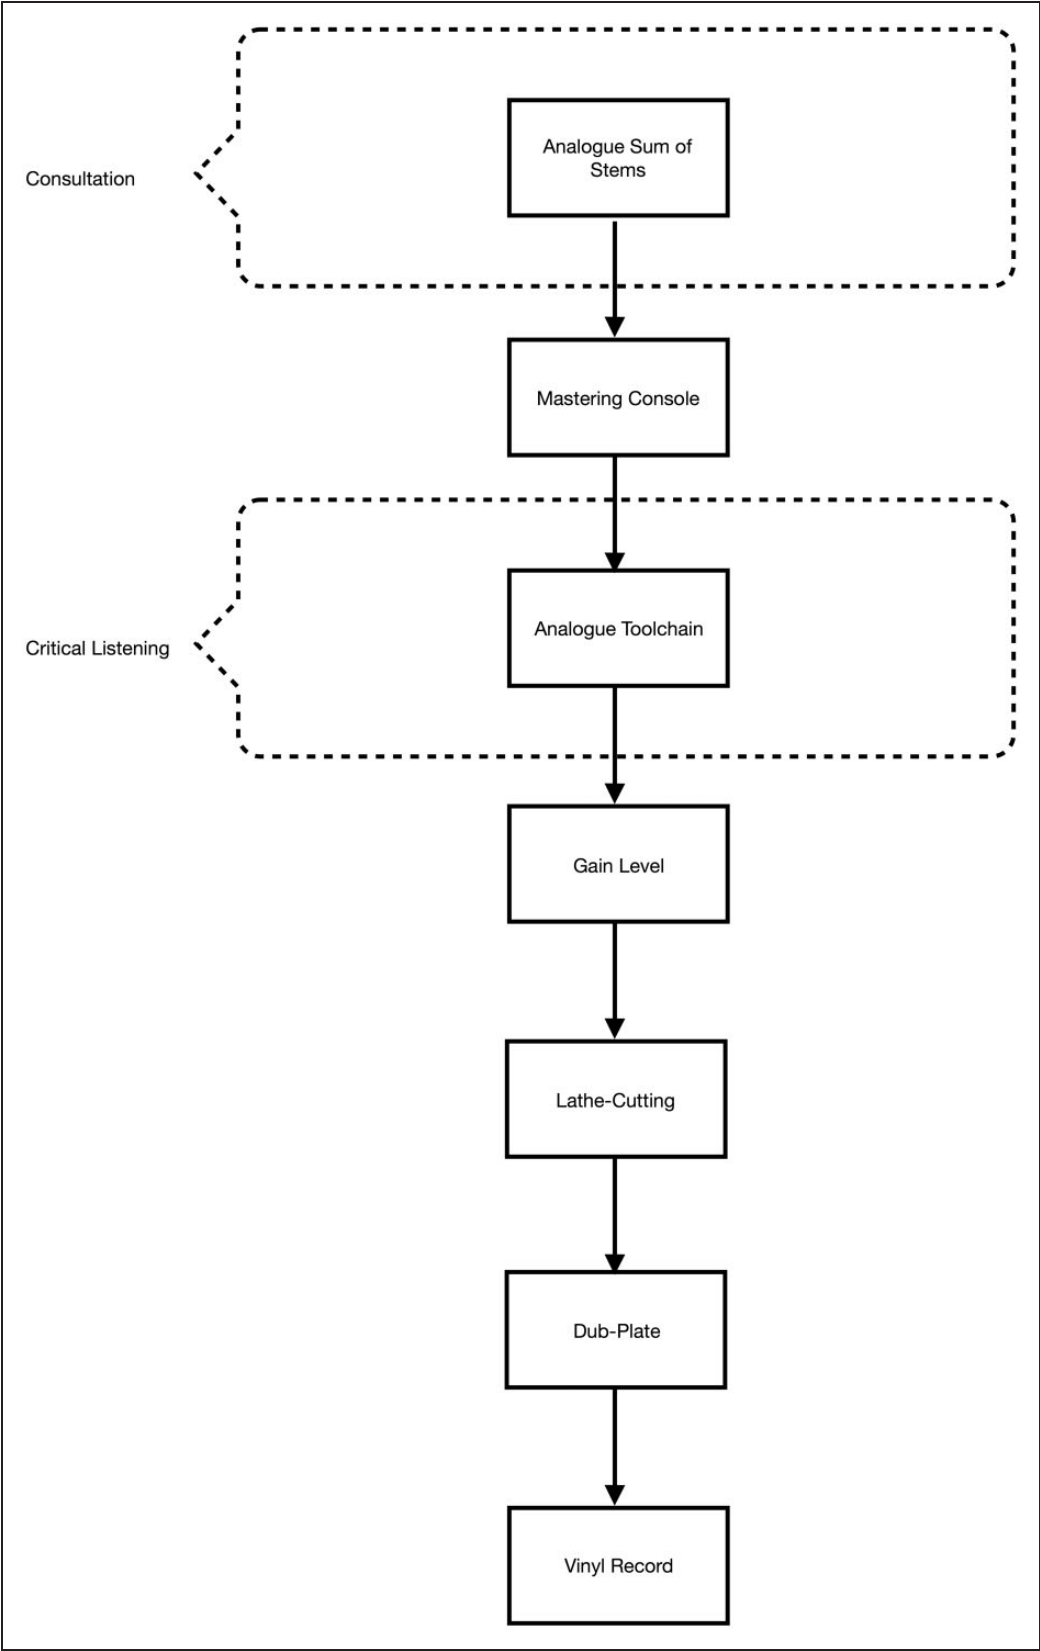 Analogue Sum of
Stems
Consultation
Mastering Console
Analogue Toolchain
Critical Listening
Gain Level
Lathe-Cutting
Dub-Plate
Vinyl Record